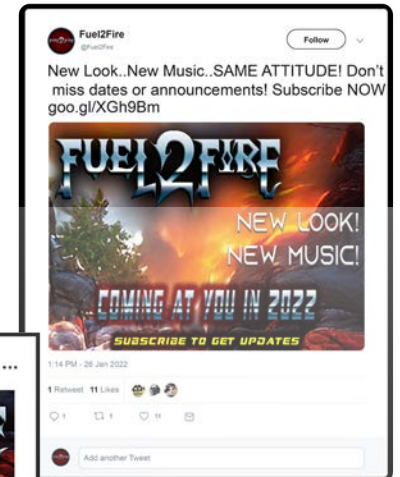 Fuel2Fire
@Fuel2Fire
Follow
New Look..New Music..SAME ATTITUDE! Don't
miss dates or announcements! Subscribe NOW
goo.gl/XGh9Bm
FUEL2FIRE
NEW LOOK!
NEW MUSIC!
COMING AT YOU IN 2022
SUBSCRIBE TO GET UPDATES
1:14 PM - 26 Jan 2022
1 Retweet 11 Likes
1 1 11
Add another Tweet